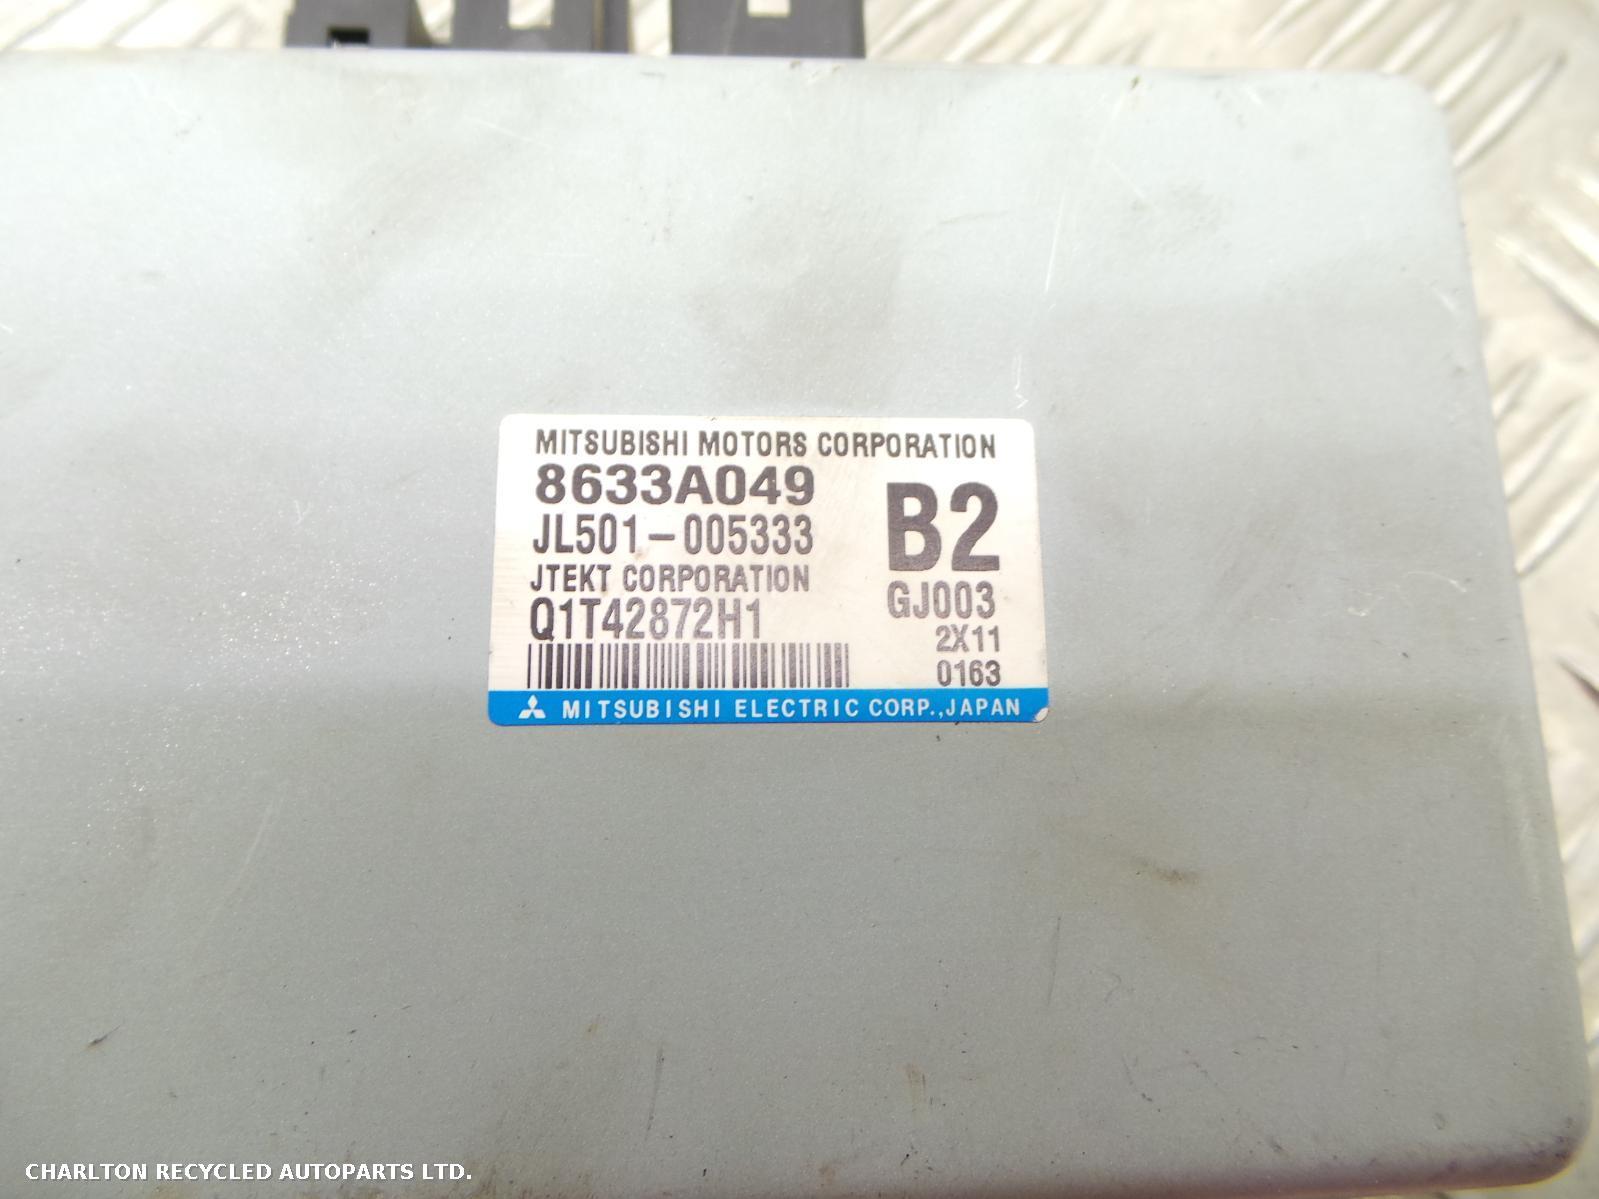 MITSUBISHI MOTORS CORPORATION
8633A049
JL501-005333
JTEKT CORPORATION
Q1T42872H1
B2
GJ003
2X11
0163
MITSUBISHI ELECTRIC CORP.,JAPAN
CHARLTON RECYCLED AUTOPARTS LTD.